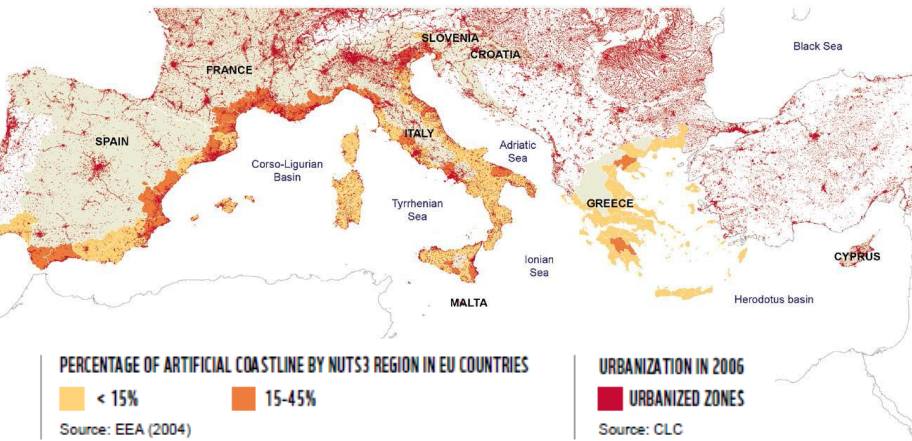 SLOVENIA
Black Sea
CROATIA
FRANCE
ITALY
SPAIN
Adriatic
Sea
Corso-Ligurian
Basin
Tyrrhenian
Sea
GREECE
Ionian
Sea
CYPRUS
MALTA
Herodotus basin
PERCENTAGE OF ARTIFICIAL COASTLINE BY NUTS3 REGION IN EU COUNTRIES
< 15%
15-45%
Source: EEA (2004)
URBANIZATION IN 2006
URBANIZED ZONES
Source: CLC